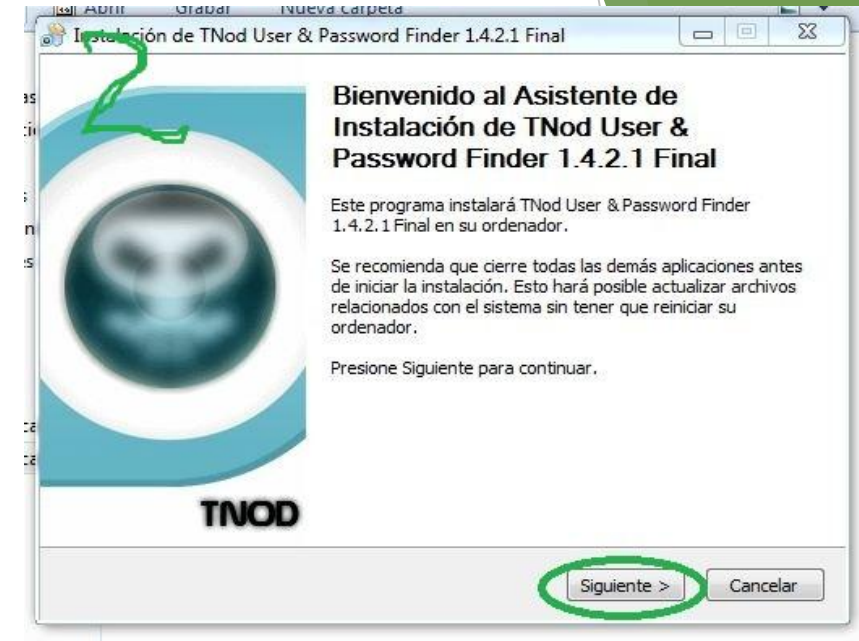 Abrir Grabar Nueva carpeta
Instalación de TNod User & Password Finder 1.4.2.1 Final
2
Bienvenido al Asistente de
Instalación de TNod User &
Password Finder 1.4.2.1 Final
Este programa instalará TNod User & Password Finder
1.4.2.1 Final en su ordenador.
Se recomienda que cierre todas las demás aplicaciones antes
de iniciar la instalación. Esto hará posible actualizar archivos
relacionados con el sistema sin tener que reiniciar su
ordenador.
Presione Siguiente para continuar.
TNOD
Siguiente > Cancelar